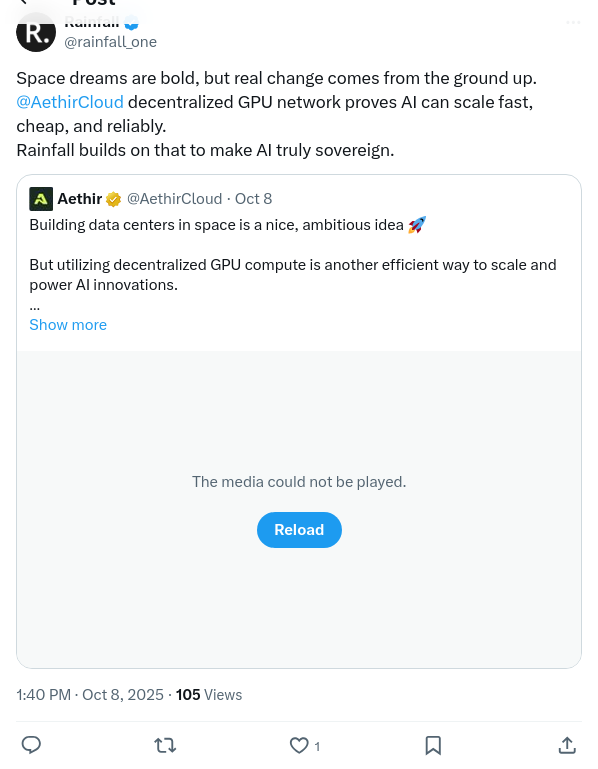 Post
Rainfall
@rainfall_one
R.
Space dreams are bold, but real change comes from the ground up.
@AethirCloud decentralized GPU network proves AI can scale fast,
cheap, and reliably.
Rainfall builds on that to make AI truly sovereign.
Aethir @AethirCloud · Oct 8
Building data centers in space is a nice, ambitious idea 🚀
But utilizing decentralized GPU compute is another efficient way to scale and
power AI innovations.
...
Show more
The media could not be played.
Reload
1:40 PM · Oct 8, 2025 · 105 Views
1